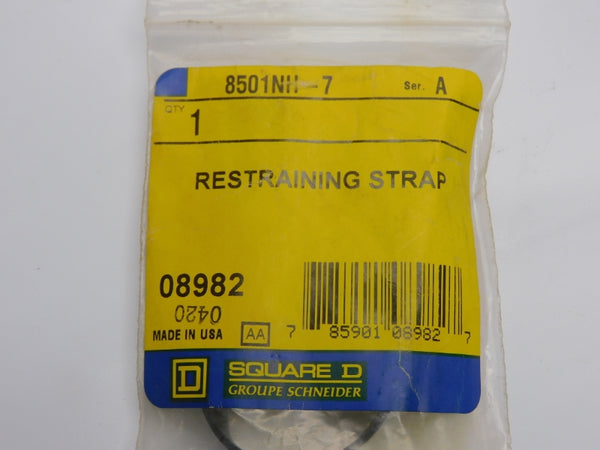 8501NH-7 Ser. A
QTY
1
RESTRAINING STRAP
08982
0420
MADE IN USA AA 7 85901 08982 7
D SQUARE D
GROUPE SCHNEIDER